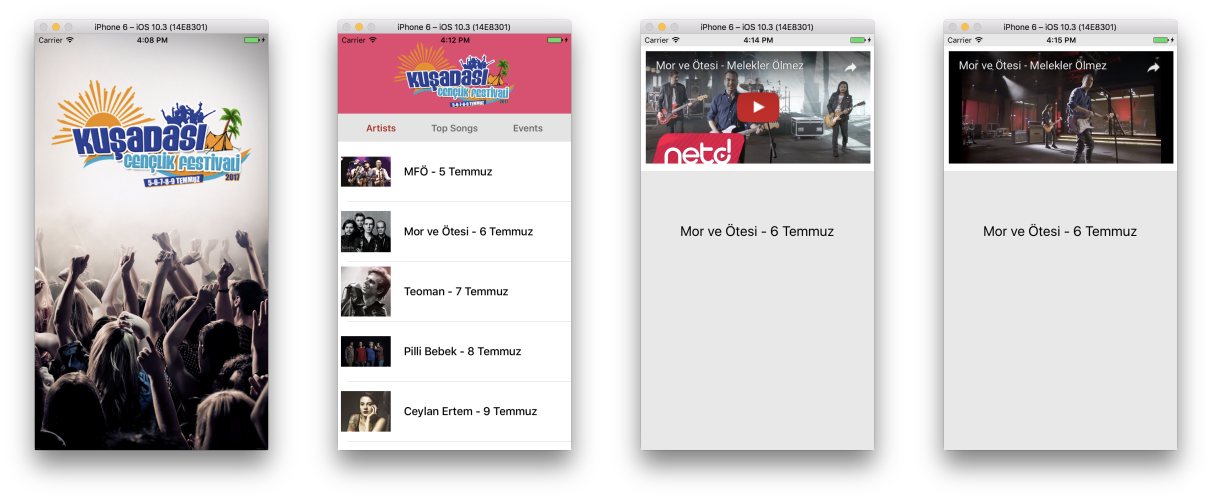 iPhone 6 – iOS 10.3 (14E8301)
Carrier
4:08 PM
KUŞADASI
GENÇLİK FESTİVALİ
5-6-7-8-9 TEMMUZ
2017
iPhone 6 – iOS 10.3 (14E8301)
Carrier
4:12 PM
KUŞADASI
GENÇLİK FESTİVALİ
5-6-7-8-9 TEMMUZ
2017
Artists
Top Songs
Events
MFÖ - 5 Temmuz
Mor ve Ötesi - 6 Temmuz
Teoman - 7 Temmuz
Pilli Bebek - 8 Temmuz
Ceylan Ertem - 9 Temmuz
iPhone 6 – iOS 10.3 (14E8301)
Carrier
4:14 PM
Mor ve Ötesi - Melekler Ölmez
netd
Mor ve Ötesi - 6 Temmuz
iPhone 6 – iOS 10.3 (14E8301)
Carrier
4:15 PM
Mor ve Ötesi - Melekler Ölmez
Mor ve Ötesi - 6 Temmuz